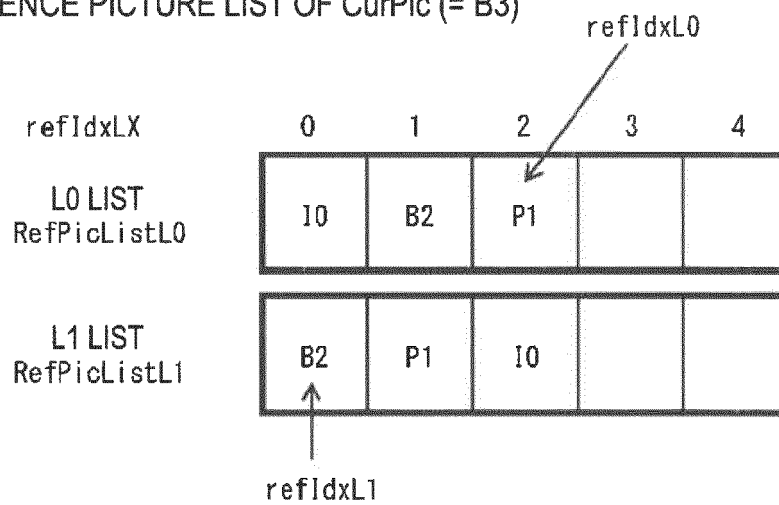 ENCE PICTURE LIST OF CurPic (= B3)
refIdxL0
refIdxLX 0 1 2 3 4
L0 LIST
RefPicListL0
I0 B2 P1
L1 LIST
RefPicListL1
B2 P1 I0
refIdxL1